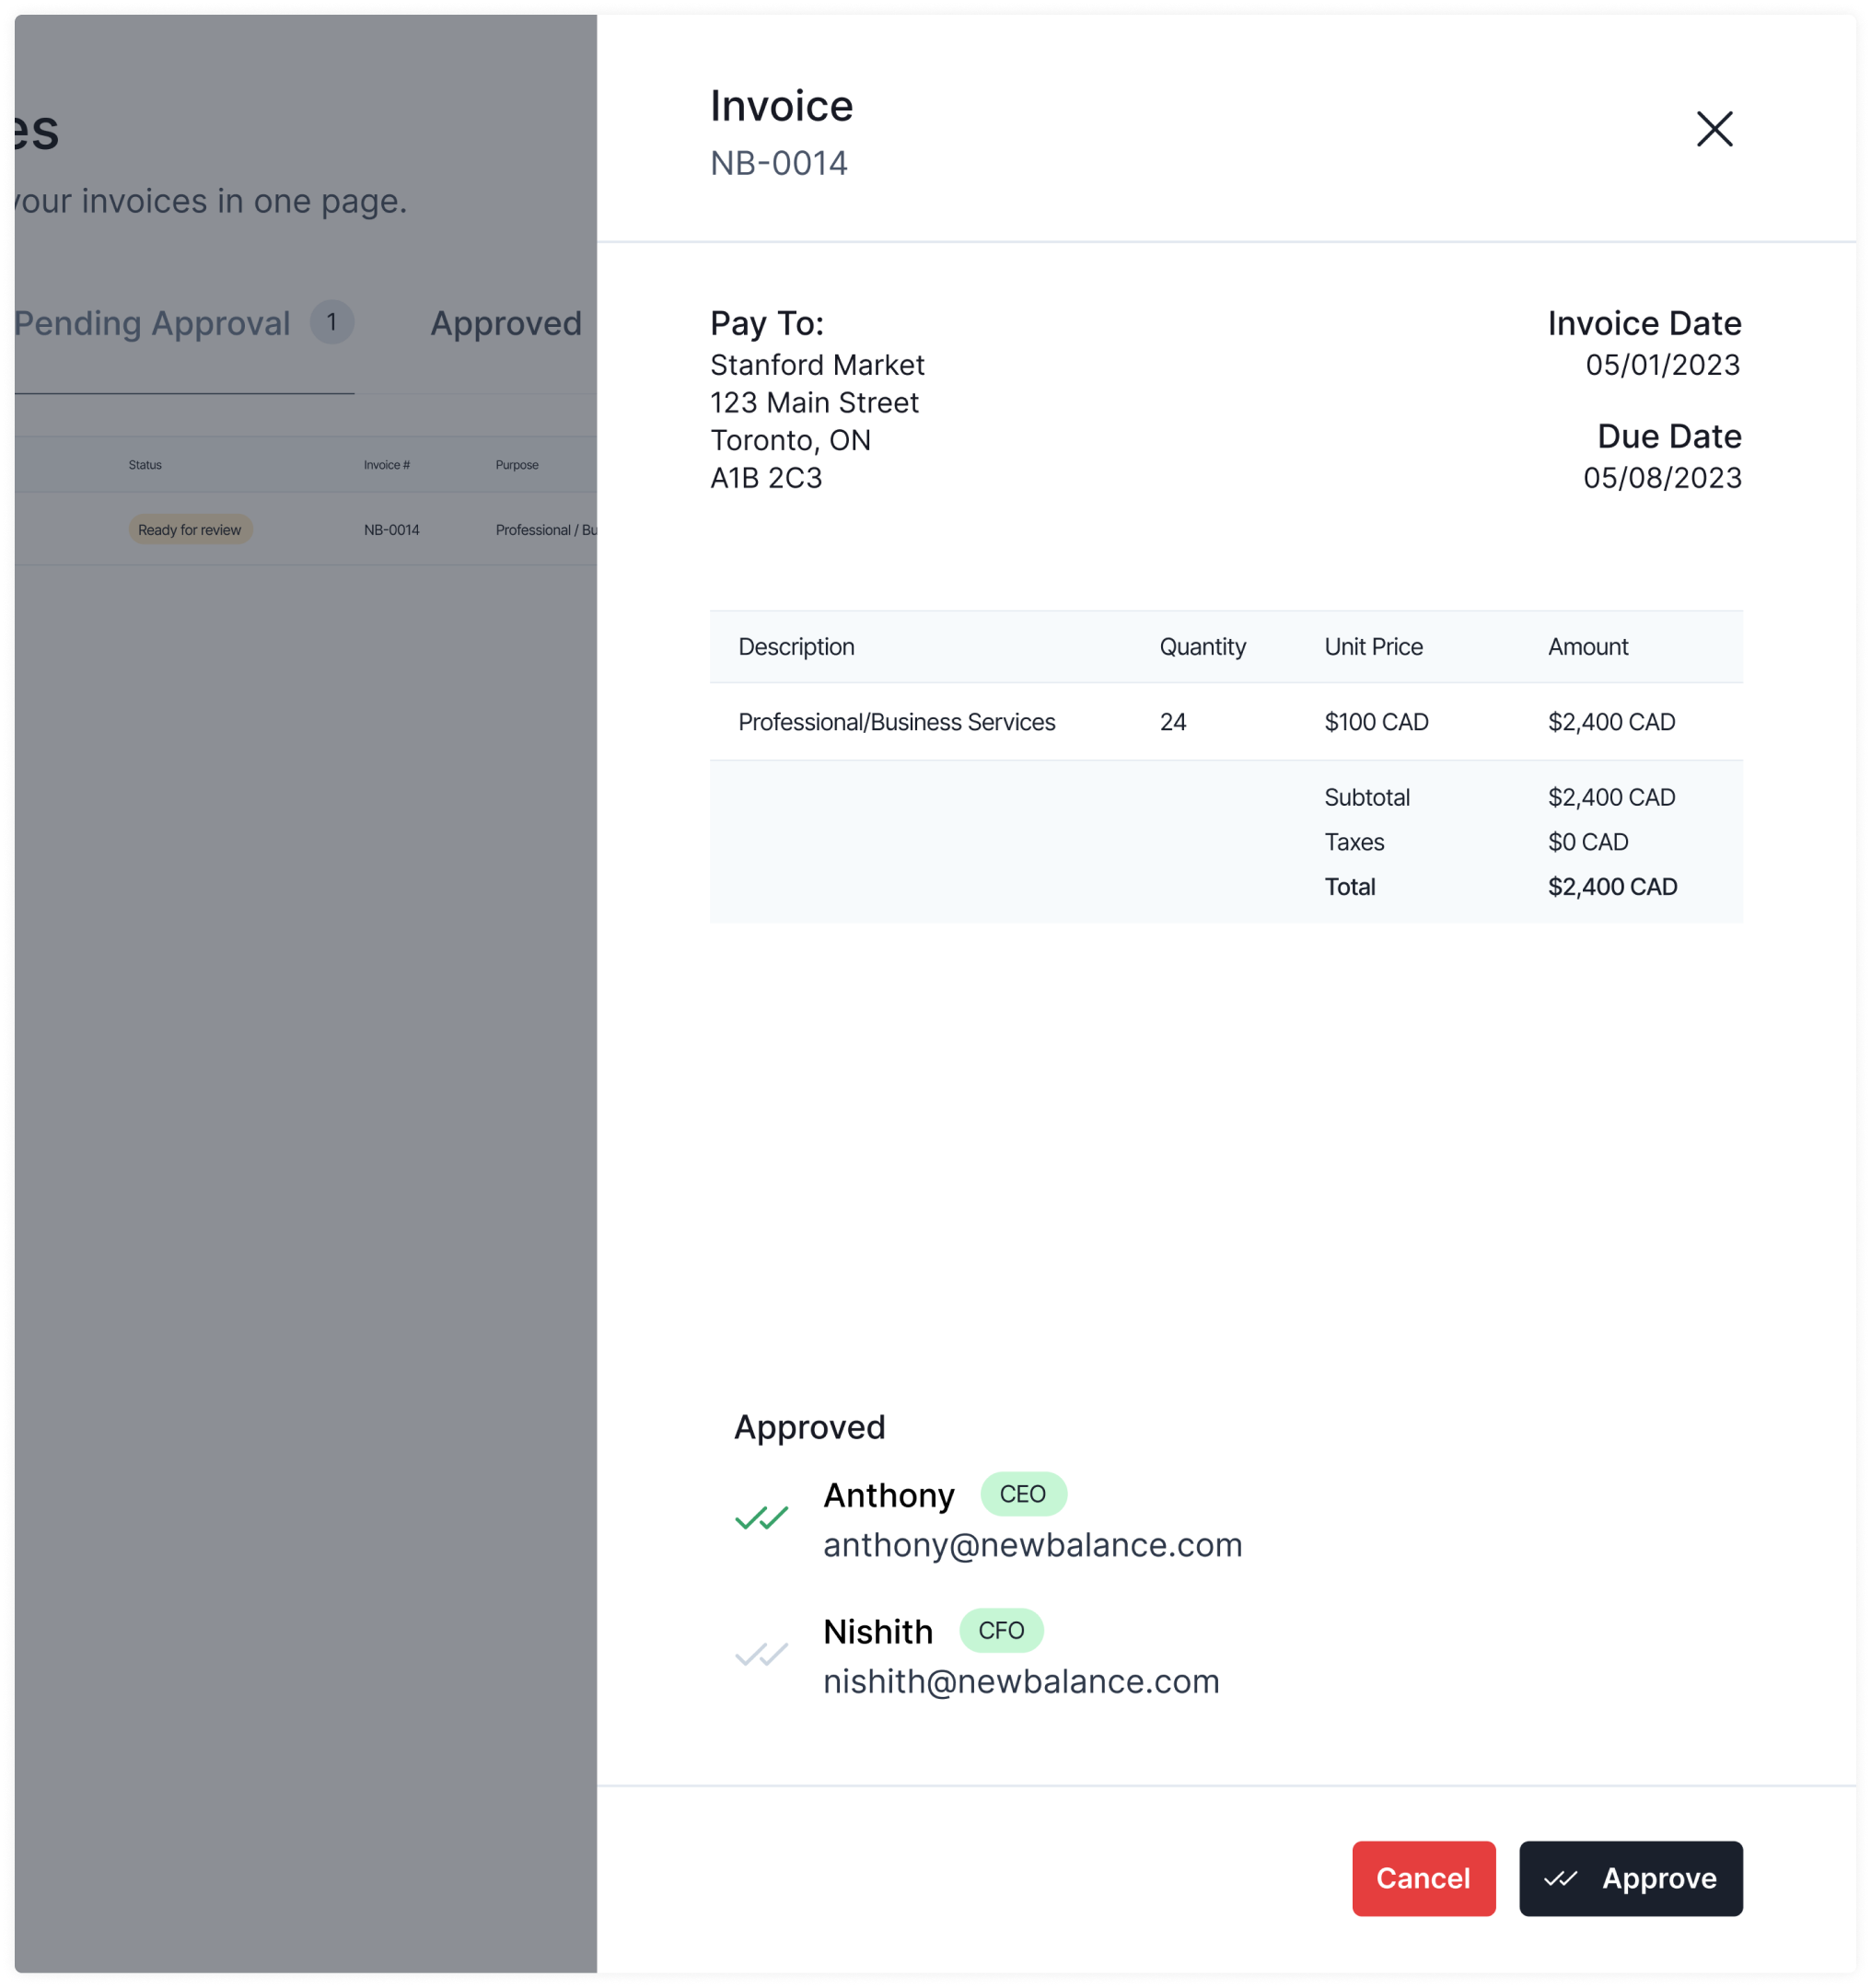 es
your invoices in one page.
Pending Approval 1 Approved
Status Invoice # Purpose
Ready for review NB-0014 Professional / Bu
Invoice
NB-0014
Pay To:
Stanford Market
123 Main Street
Toronto, ON
A1B 2C3
Invoice Date
05/01/2023
Due Date
05/08/2023
Description Quantity Unit Price Amount
Professional/Business Services 24 $100 CAD $2,400 CAD
Subtotal $2,400 CAD
Taxes $0 CAD
Total $2,400 CAD
Approved
Anthony CEO
anthony@newbalance.com
Nishith CFO
nishith@newbalance.com
Cancel Approve